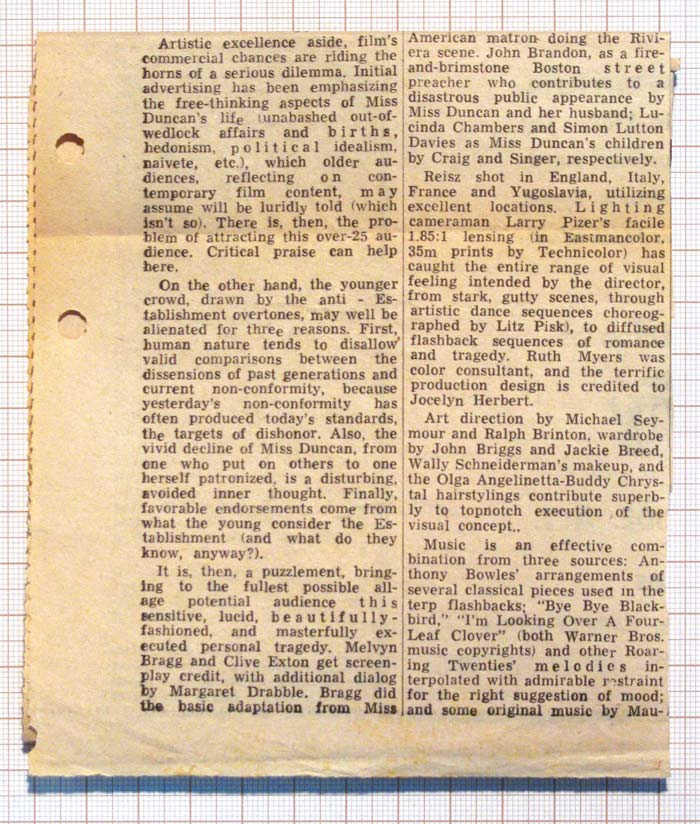 Artistic excellence aside, film's
commercial chances are riding the
horns of a serious dilemma. Initial
advertising has been emphasizing
the free-thinking aspects of Miss
Duncan's life (unabashed out-of-
wedlock affairs and births,
hedonism, political idealism,
naivete, etc.), which older au-
diences, reflecting on con-
temporary film content, may
assume will be luridly told (which
isn't so). There is, then, the pro-
blem of attracting this over-25 au-
dience. Critical praise can help
here.
On the other hand, the younger
crowd, drawn by the anti - Es-
tablishment overtones, may well be
alienated for three reasons. First,
human nature tends to disallow
valid comparisons between the
dissensions of past generations and
current non-conformity, because
yesterday's non-conformity has
often produced today's standards,
the targets of dishonor. Also, the
vivid decline of Miss Duncan, from
one who put on others to one
herself patronized, is a disturbing,
avoided inner thought. Finally,
favorable endorsements come from
what the young consider the Es-
tablishment (and what do they
know, anyway?).
It is, then, a puzzlement, bring-
ing to the fullest possible all-
age potential audience this
sensitive, lucid, beautifully-
fashioned, and masterfully ex-
ecuted personal tragedy. Melvyn
Bragg and Clive Exton get screen-
play credit, with additional dialog
by Margaret Drabble. Bragg did
the basic adaptation from Miss
American matron doing the Rivi-
era scene. John Brandon, as a fire-
and-brimstone Boston street
preacher who contributes to a
disastrous public appearance by
Miss Duncan and her husband; Lu-
cinda Chambers and Simon Lutton
Davies as Miss Duncan's children
by Craig and Singer, respectively.
Reisz shot in England, Italy,
France and Yugoslavia, utilizing
excellent locations. Lighting
cameraman Larry Pizer's facile
1.85:1 lensing (in Eastmancolor,
35m prints by Technicolor) has
caught the entire range of visual
feeling intended by the director,
from stark, gutty scenes, through
artistic dance sequences choreog-
raphed by Litz Pisk), to diffused
flashback sequences of romance
and tragedy. Ruth Myers was
color consultant, and the terrific
production design is credited to
Jocelyn Herbert.
Art direction by Michael Sey-
mour and Ralph Brinton, wardrobe
by John Briggs and Jackie Breed,
Wally Schneiderman's makeup, and
the Olga Angelinetta-Buddy Chrys-
tal hairstylings contribute superb-
ly to topnotch execution of the
visual concept..
Music is an effective com-
bination from three sources: An-
thony Bowles' arrangements of
several classical pieces used in the
terp flashbacks; "Bye Bye Black-
bird," "I'm Looking Over A Four-
Leaf Clover" (both Warner Bros.
music copyrights) and other Roar-
ing Twenties' melodies in-
terpolated with admirable restraint
for the right suggestion of mood;
and some original music by Mau-